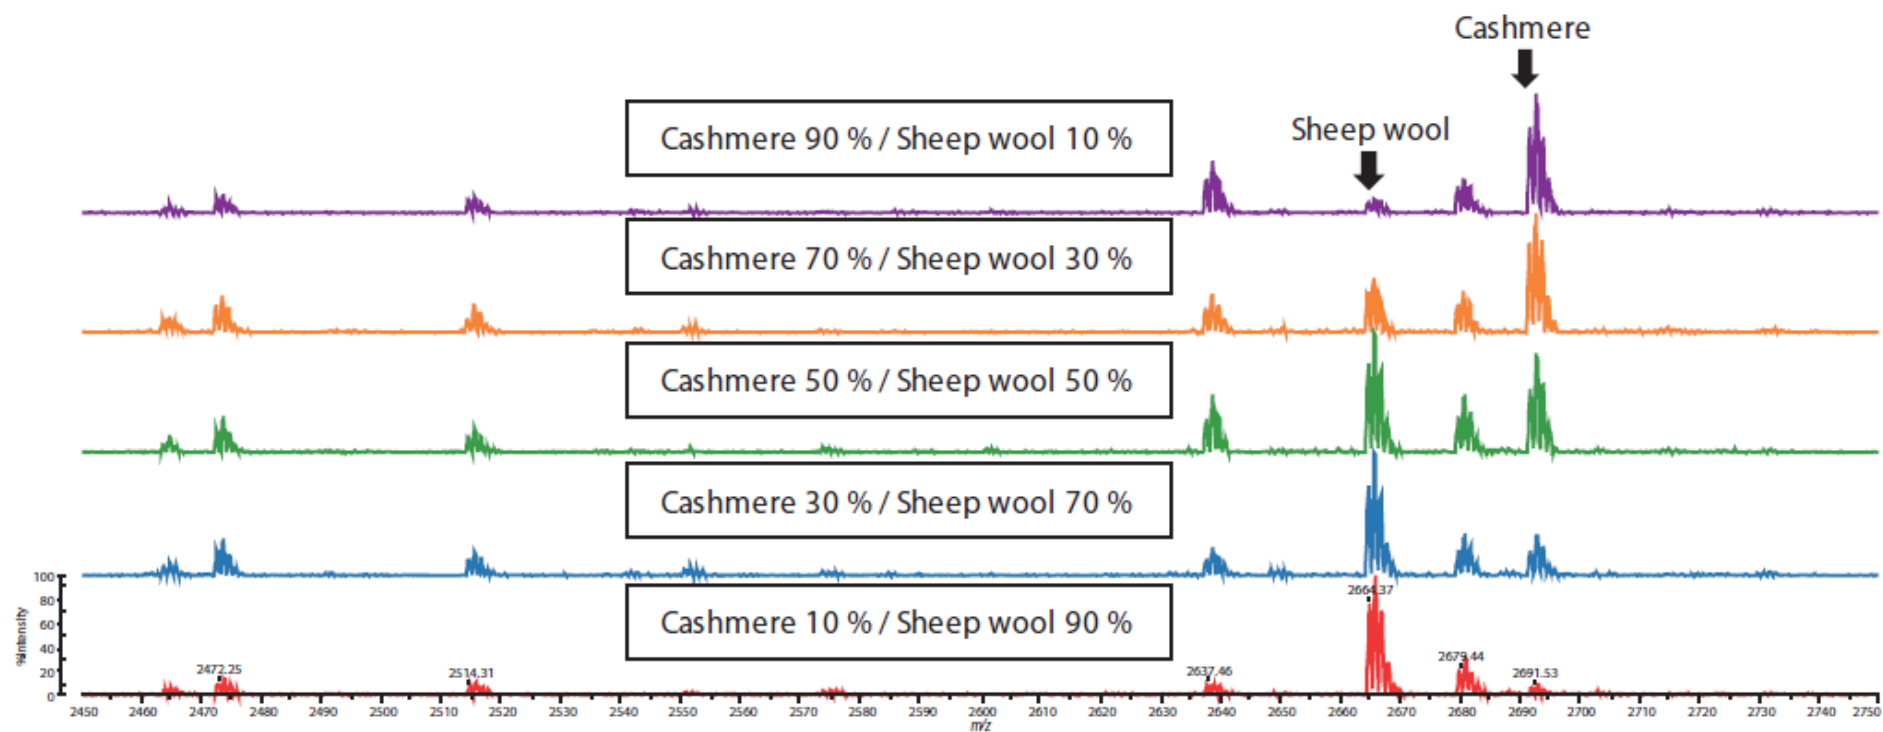 Cashmere
Sheep wool
Cashmere 90 % / Sheep wool 10 %
Cashmere 70 % / Sheep wool 30 %
Cashmere 50 % / Sheep wool 50 %
Cashmere 30 % / Sheep wool 70 %
Cashmere 10 % / Sheep wool 90 %
%Intensity
100
80
60
40
20
0
2472.25
2514.31
2637.46
2664.37
2679.44
2691.53
2450 2460 2470 2480 2490 2500 2510 2520 2530 2540 2550 2560 2570 2580 2590 2600 2610 2620 2630 2640 2650 2660 2670 2680 2690 2700 2710 2720 2730 2740 2750
m/z